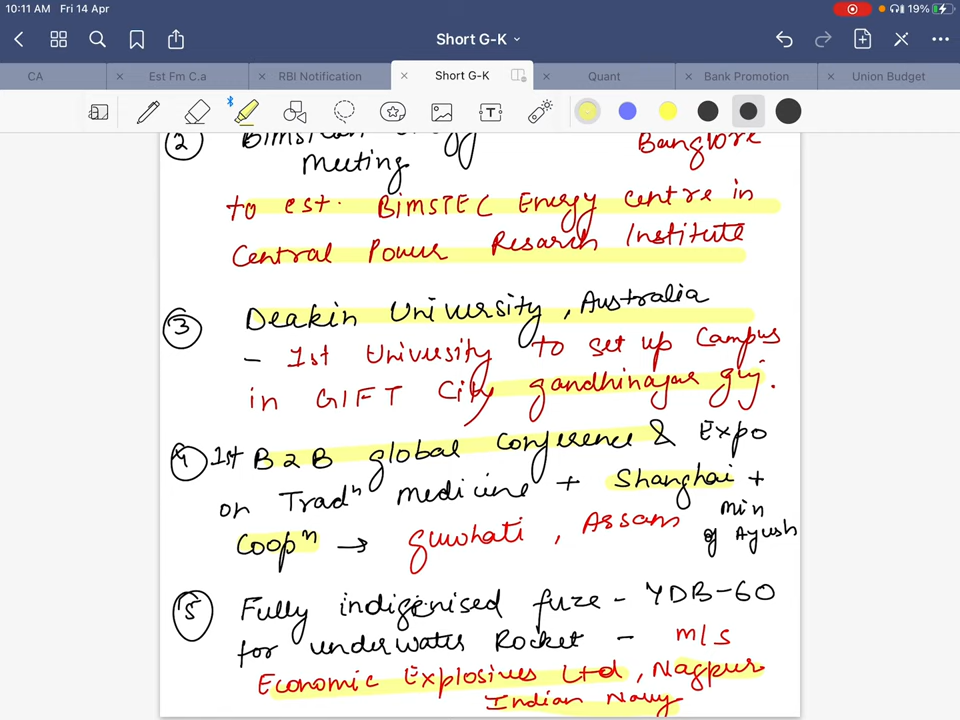 10:11 AM Fri 14 Apr
19%
Short G-K
CA
Est Fm C.a
RBI Notification
Short G-K
Quant
Bank Promotion
Union Budget
②
Banglore
Meeting
to est. BIMSTEC Energy centre in
Central Power Resarch Institute
③ Deakin University, Australia
- 1st University to set up Campus
in GIFT City gandhinagar guj.
④ 1st B2B global Conference & Expo
on Tradⁿ medicine + Shanghai +
Coopⁿ → guwhati, Assam
min
of Ayush
⑤ Fully indigenised fuze - YDB-60
for underwater Rocket - M/S
Economic Explosives Ltd, Nagpur
Indian Navy